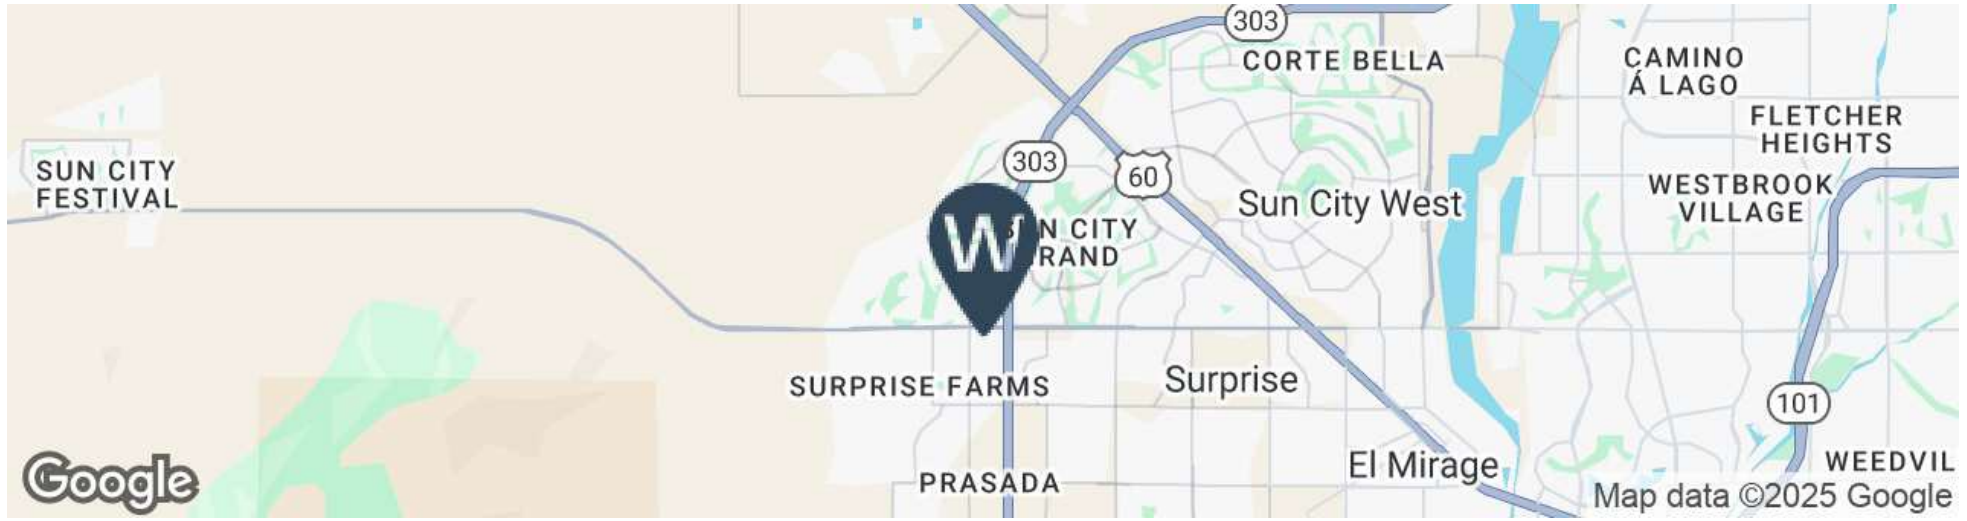 303
CORTE BELLA
CAMINO
Á LAGO
FLETCHER
HEIGHTS
303
60
SUN CITY
FESTIVAL
WESTBROOK
VILLAGE
Sun City West
W
CITY
SURPRISE FARMS
Surprise
101
El Mirage
WEEDVIL
PRASADA
Google
Map data ©2025 Google